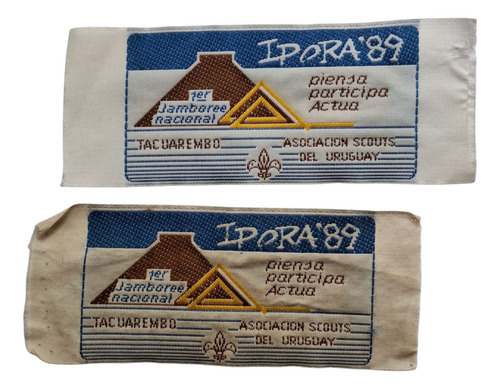 IPORA'89
piensa
participa
Actua
1er
Jamboree
nacional
TACUAREMBO
ASOCIACION SCOUTS
DEL URUGUAY
IPORA'89
piensa
participa
Actua
1er
Jamboree
nacional
TACUAREMBO
ASOCIACION SCOUTS
DEL URUGUAY